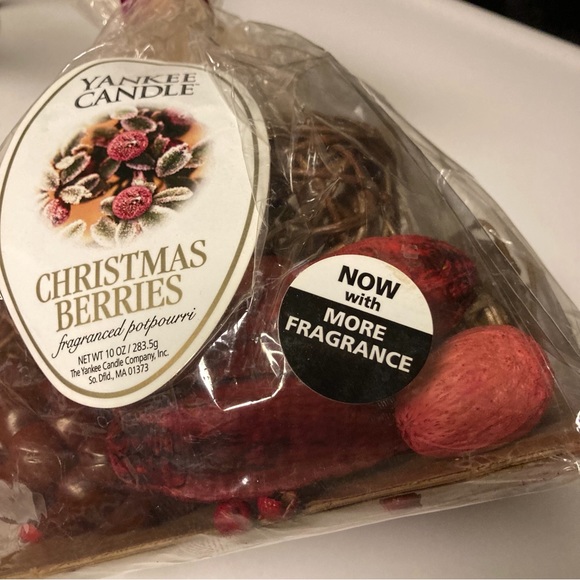 YANKEE
CANDLE™
CHRISTMAS
BERRIES
fragranced potpourri
NET WT 10 OZ / 283.5g
The Yankee Candle Company, Inc.
So. Dfld., MA 01373
NOW
with
MORE
FRAGRANCE